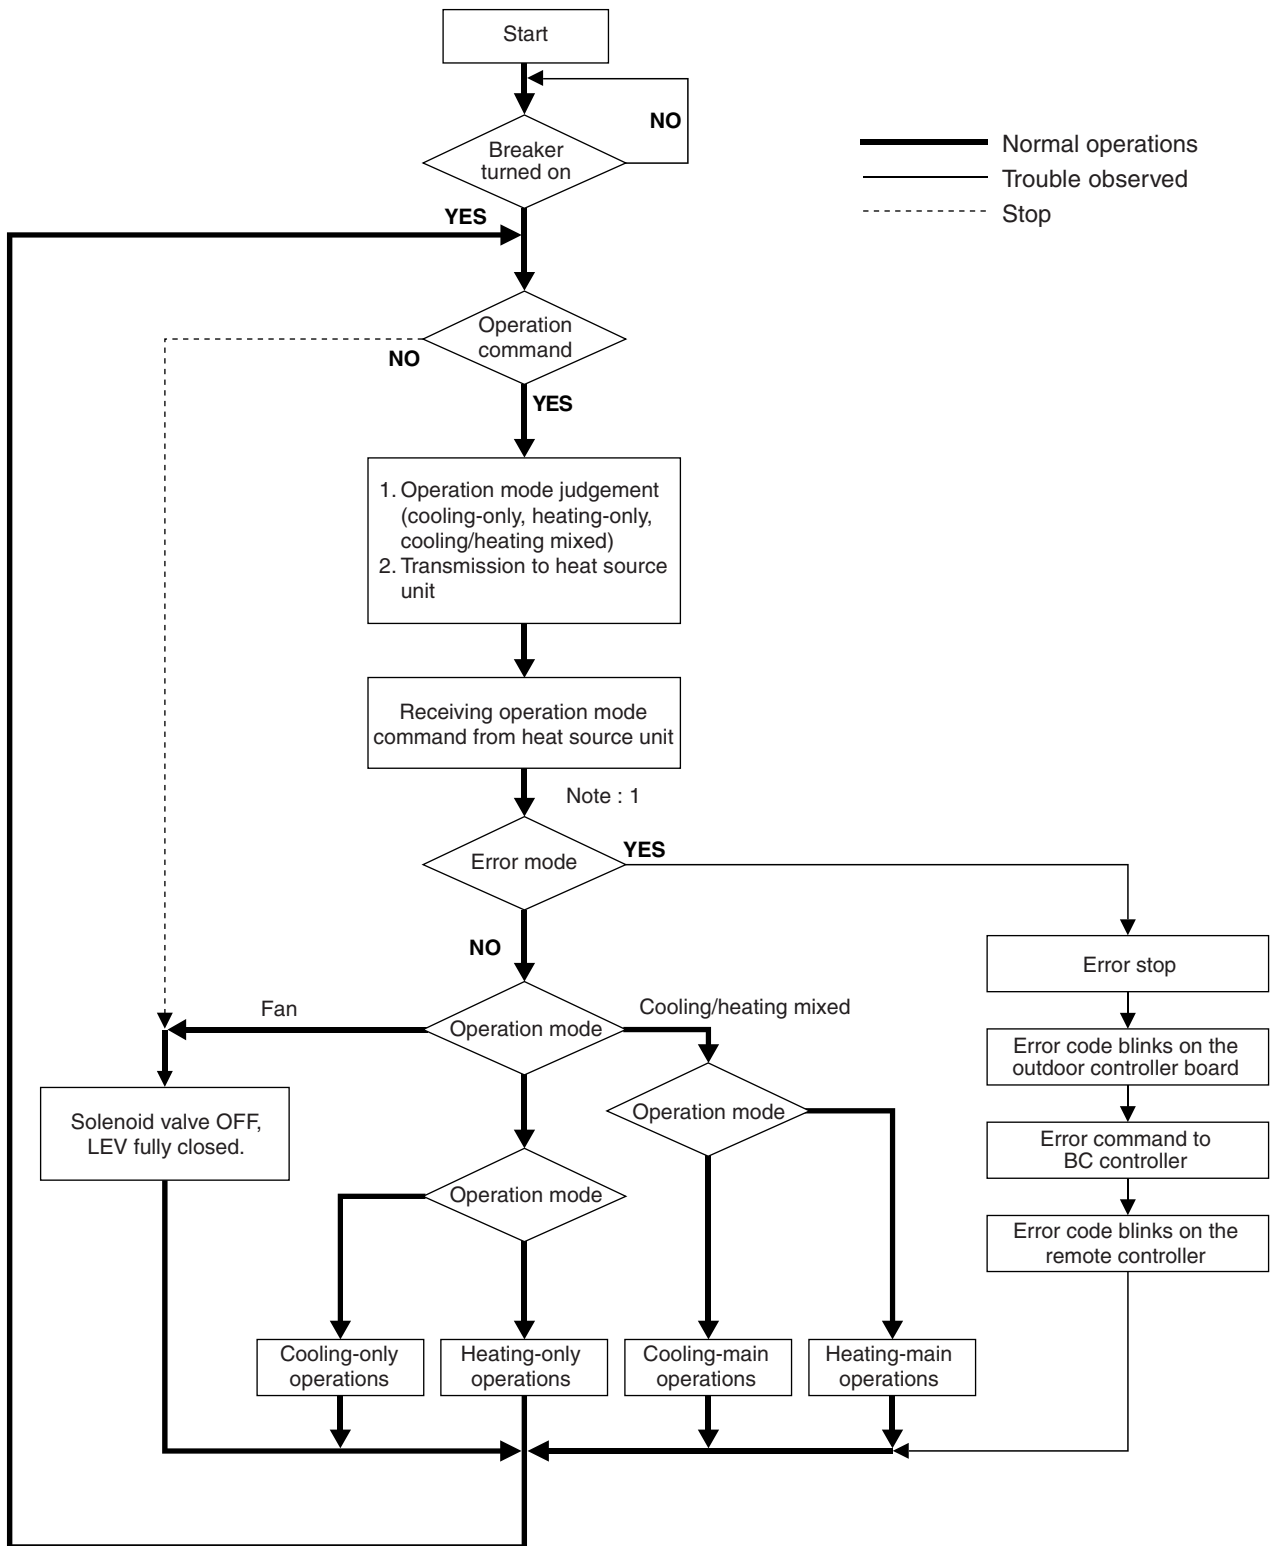 Start
NO
Breaker
turned on
Normal operations
Trouble observed
Stop
YES
Operation
command
NO
YES
1. Operation mode judgement
(cooling-only, heating-only,
cooling/heating mixed)
2. Transmission to heat source
unit
Receiving operation mode
command from heat source unit
Note : 1
Error mode
YES
NO
Error stop
Fan
Operation mode
Cooling/heating mixed
Error code blinks on the
outdoor controller board
Solenoid valve OFF,
LEV fully closed.
Operation mode
Error command to
BC controller
Operation mode
Error code blinks on the
remote controller
Cooling-only
operations
Heating-only
operations
Cooling-main
operations
Heating-main
operations